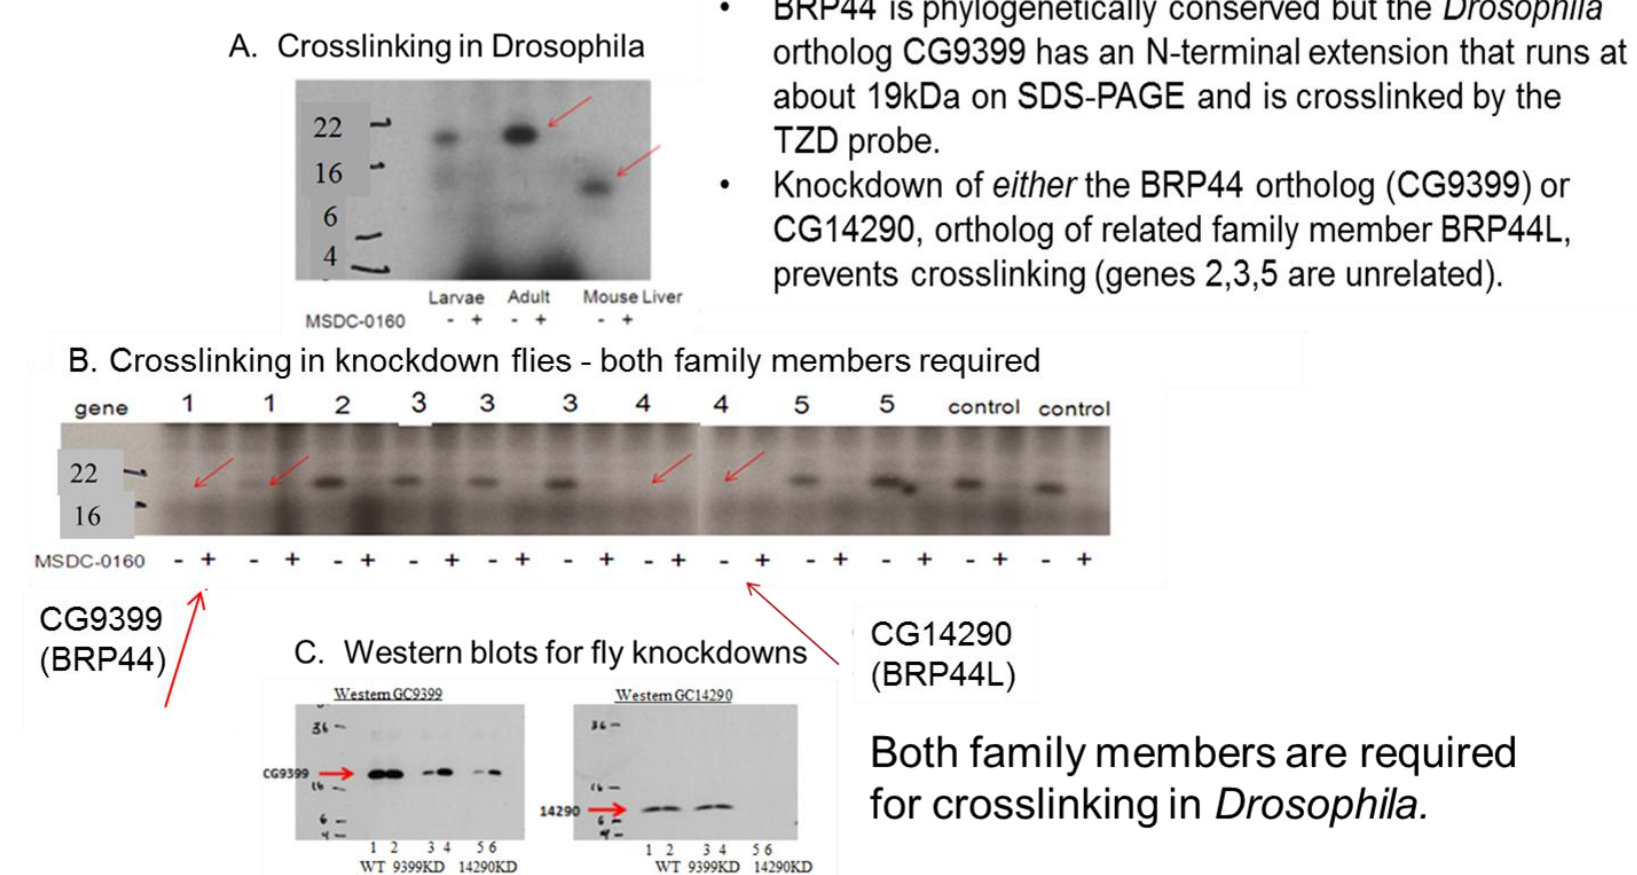 • BRP44 is phylogenetically conserved but the Drosophila
ortholog CG9399 has an N-terminal extension that runs at
about 19kDa on SDS-PAGE and is crosslinked by the
TZD probe.
• Knockdown of either the BRP44 ortholog (CG9399) or
CG14290, ortholog of related family member BRP44L,
prevents crosslinking (genes 2,3,5 are unrelated).
A. Crosslinking in Drosophila
22
16
6
4
Larvae Adult Mouse Liver
MSDC-0160 - + - + - +
B. Crosslinking in knockdown flies - both family members required
gene 1 1 2 3 3 3 4 4 5 5 control control
22
16
MSDC-0160 - + - + - + - + - + - + - + - + - + - + - + - +
CG9399
(BRP44)
CG14290
(BRP44L)
C. Western blots for fly knockdowns
Western GC9399
36
CG9399
16
6
4
1 2 3 4 5 6
WT 9399KD 14290KD
Western GC14290
36
16
14290
6
4
1 2 3 4 5 6
WT 9399KD 14290KD
Both family members are required
for crosslinking in Drosophila.